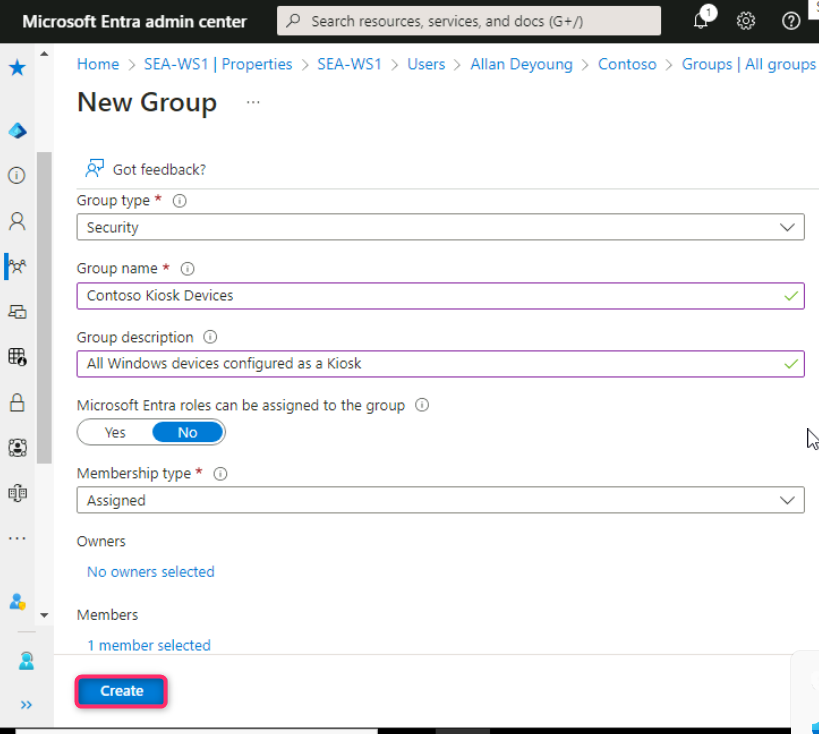 Microsoft Entra admin center
Search resources, services, and docs (G+/)
1
Home > SEA-WS1 | Properties > SEA-WS1 > Users > Allan Deyoung > Contoso > Groups | All groups
New Group ...
Got feedback?
Group type *
Security
Group name *
Contoso Kiosk Devices
Group description
All Windows devices configured as a Kiosk
Microsoft Entra roles can be assigned to the group
Yes No
Membership type *
Assigned
Owners
No owners selected
Members
1 member selected
Create